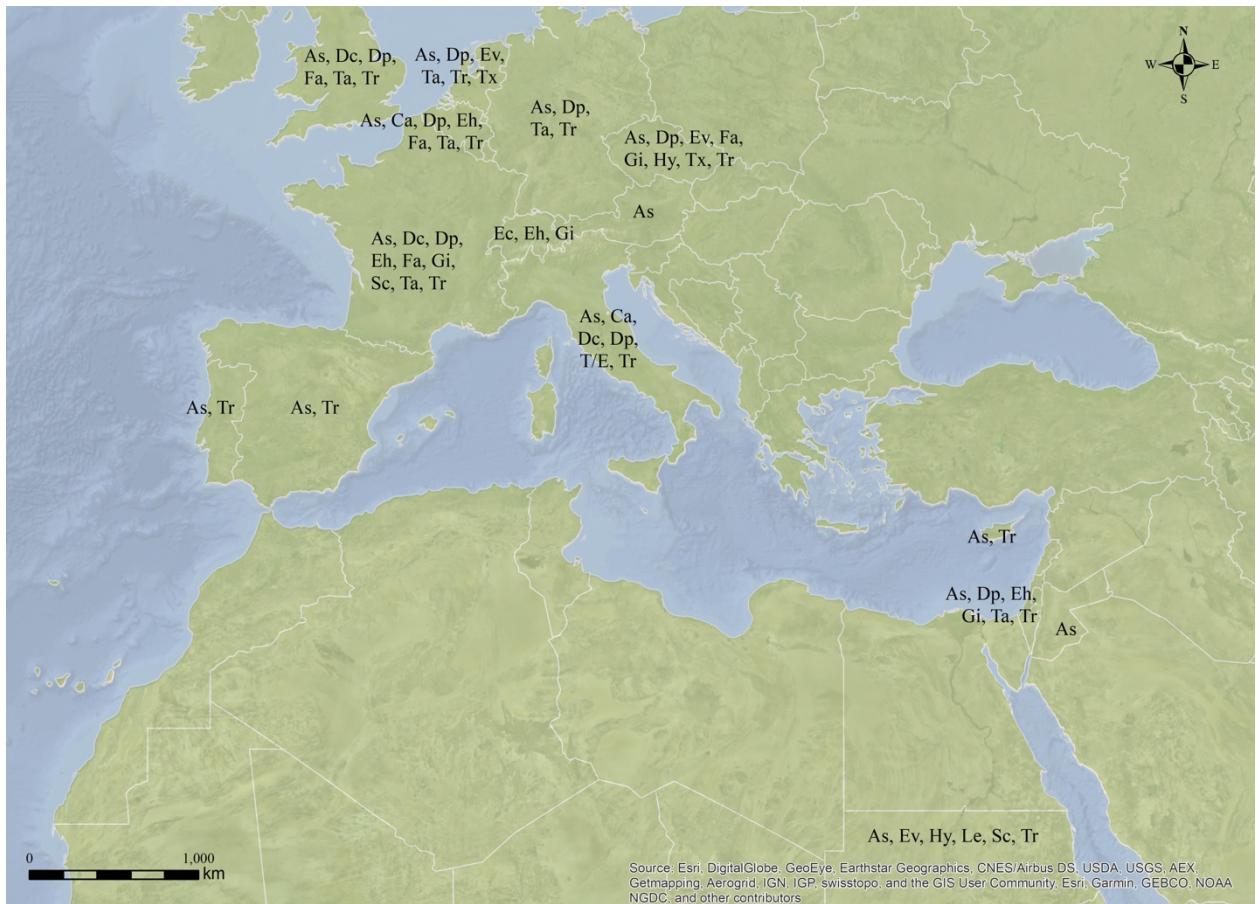 N
W E
S
As, Dc, Dp,
Fa, Ta, Tr
As, Dp, Ev,
Ta, Tr, Tx
As, Ca, Dp, Eh,
Fa, Ta, Tr
As, Dp,
Ta, Tr
As, Dp, Ev, Fa,
Gi, Hy, Tx, Tr
As
Ec, Eh, Gi
As, Dc, Dp,
Eh, Fa, Gi,
Sc, Ta, Tr
As, Ca,
Dc, Dp,
T/E, Tr
As, Tr
As, Tr
As, Tr
As, Dp, Eh,
Gi, Ta, Tr
As
As, Ev, Hy, Le, Sc, Tr
0 1,000
km
Source: Esri, DigitalGlobe, GeoEye, Earthstar Geographics, CNES/Airbus DS, USDA, USGS, AEX,
Getmapping, Aerogrid, IGN, IGP, swisstopo, and the GIS User Community, Esri, Garmin, GEBCO, NOAA
NGDC, and other contributors